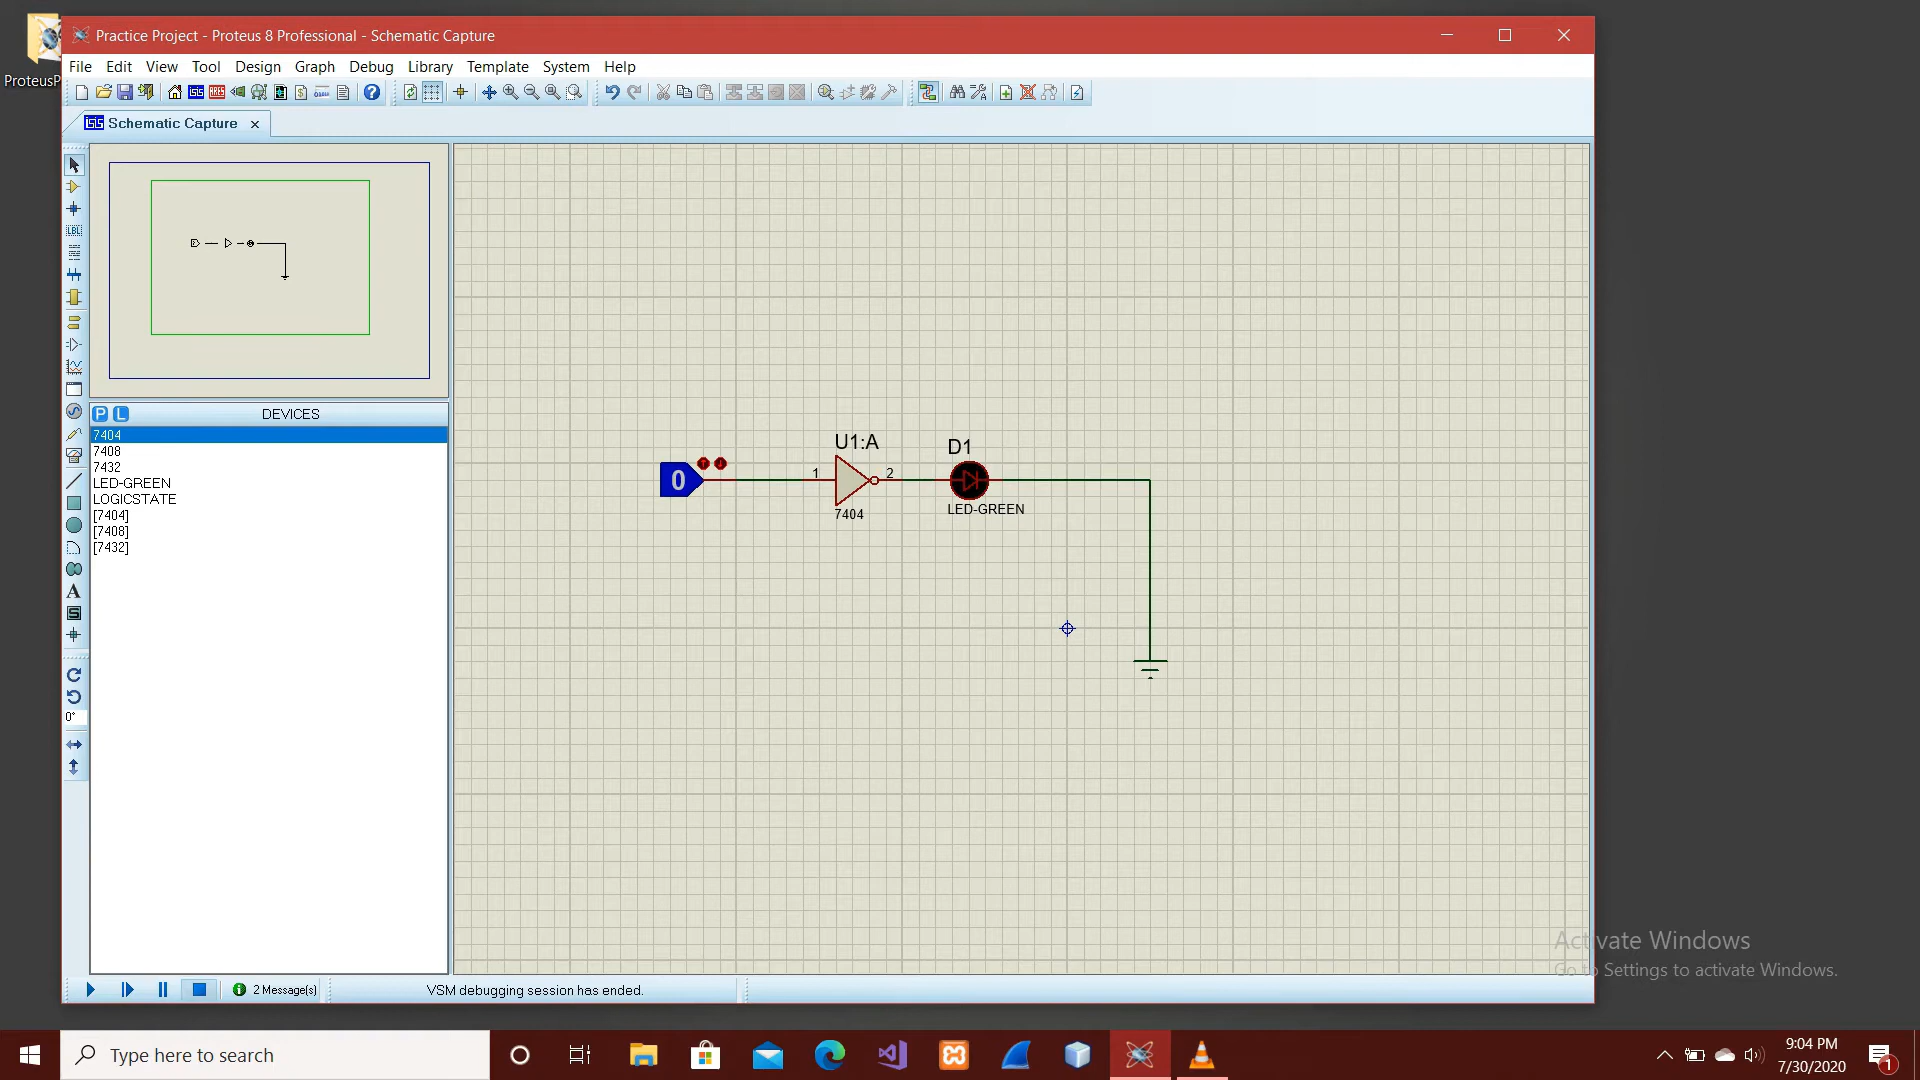 ProteusP
Practice Project - Proteus 8 Professional - Schematic Capture
File Edit View Tool Graph Debug Library Template System Help
Design
Schematic Capture
LBL
A
S
0°
P L DEVICES
7404
7408
7432
LED-GREEN
LOGICSTATE
[7404]
[7408]
[7432]
0
U1:A
1
2
7404
D1
LED-GREEN
2 Message(s)
VSM debugging session has ended.
Activate Windows
Go to Settings to activate Windows.
Type here to search
9:04 PM
7/30/2020
1